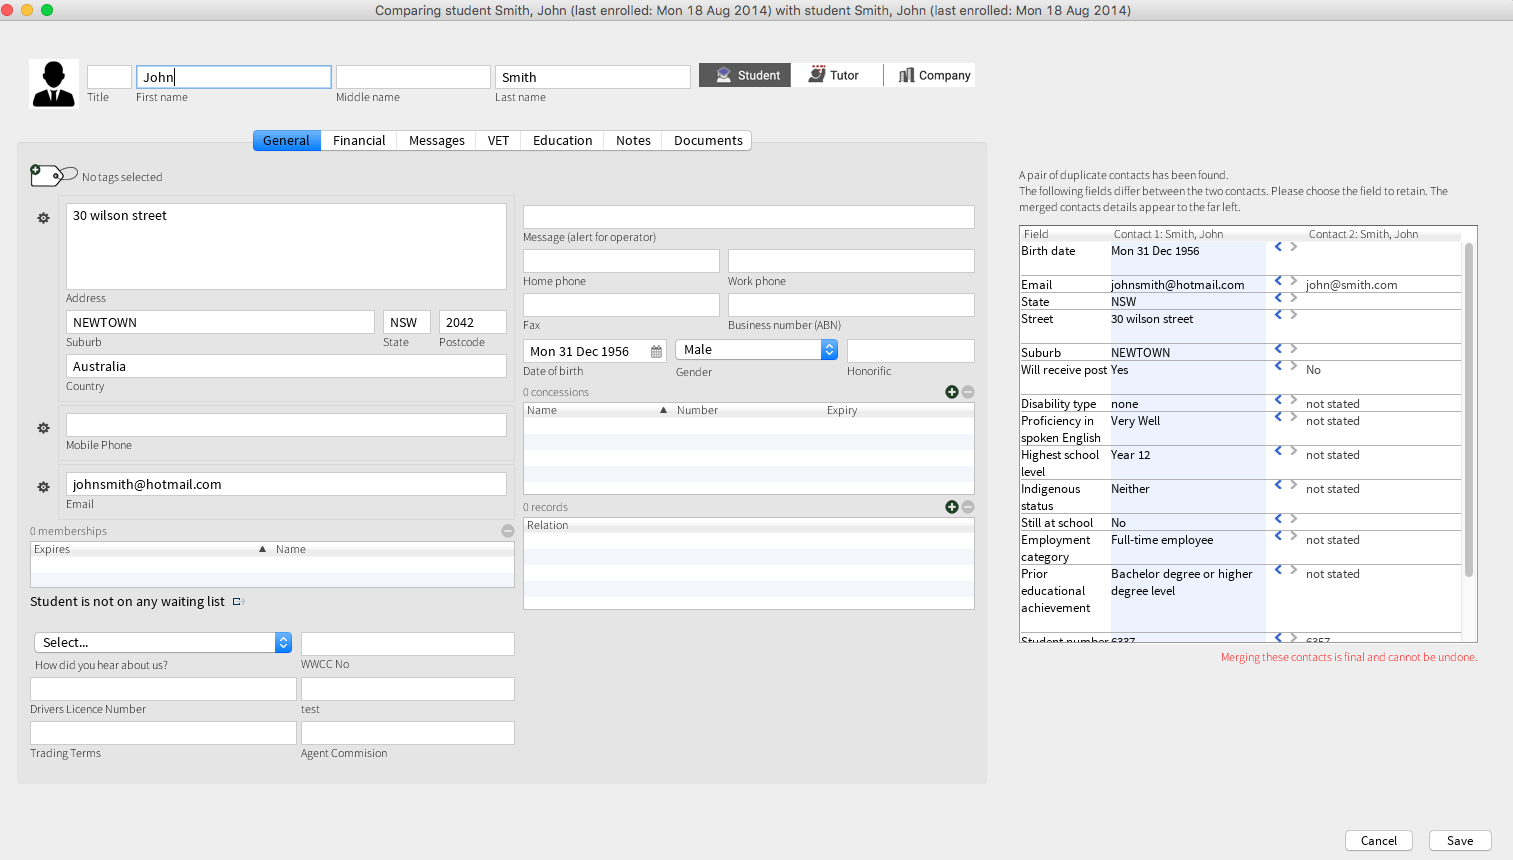 Comparing student Smith, John (last enrolled: Mon 18 Aug 2014) with student Smith, John (last enrolled: Mon 18 Aug 2014)
John
Smith
Student
Tutor
Company
Title
First name
Middle name
Last name
General
Financial
Messages
VET
Education
Notes
Documents
No tags selected
30 wilson street
Address
NEWTOWN
NSW
2042
Suburb
State
Postcode
Australia
Country
Mobile Phone
johnsmith@hotmail.com
Email
0 memberships
Expires
Name
Student is not on any waiting list
Select...
How did you hear about us?
WWCC No
Drivers Licence Number
test
Trading Terms
Agent Commision
Message (alert for operator)
Home phone
Work phone
Fax
Business number (ABN)
Mon 31 Dec 1956
Male
Date of birth
Gender
Honorific
0 concessions
Name
Number
Expiry
0 records
Relation
A pair of duplicate contacts has been found.
The following fields differ between the two contacts. Please choose the field to retain. The
merged contacts details appear to the far left.
Field Contact 1: Smith, John Contact 2: Smith, John
Birth date Mon 31 Dec 1956
Email johnsmith@hotmail.com john@smith.com
State NSW
Street 30 wilson street
Suburb NEWTOWN
Will receive post Yes No
Disability type none not stated
Proficiency in Very Well not stated
spoken English
Highest school Year 12 not stated
level
Indigenous Neither not stated
status
Still at school No
Employment Full-time employee not stated
category
Prior Bachelor degree or higher not stated
educational degree level
achievement
Student number 6337 6357
Merging these contacts is final and cannot be undone.
Cancel
Save